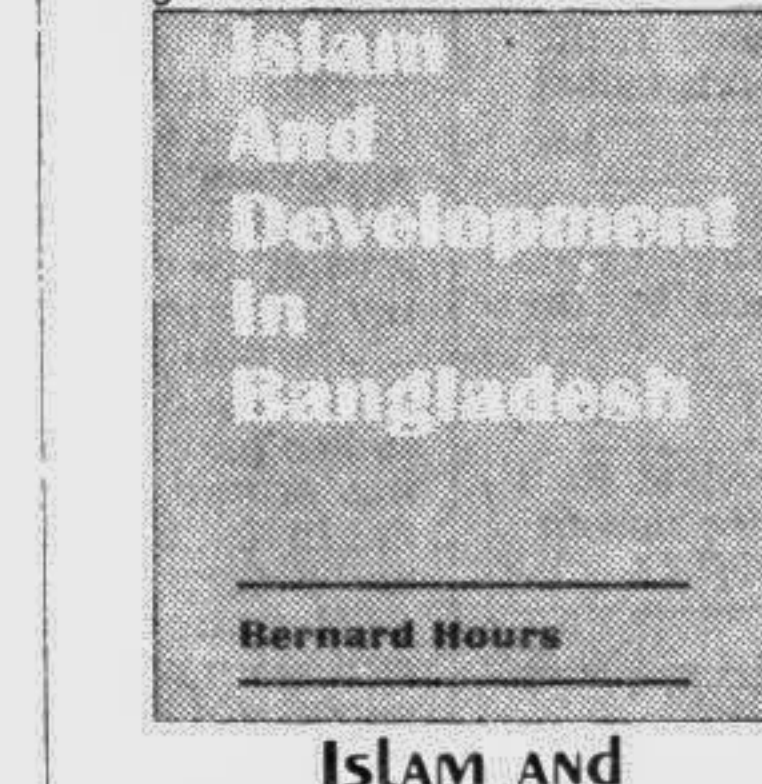 Islam
And
Development
In
Bangladesh
Bernard Hours
Islam and